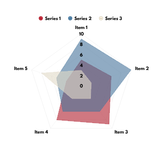 Series 1 Series 2 Series 3
Item 1
10
8
6
4
2
0
Item 5
Item 2
Item 4
Item 3